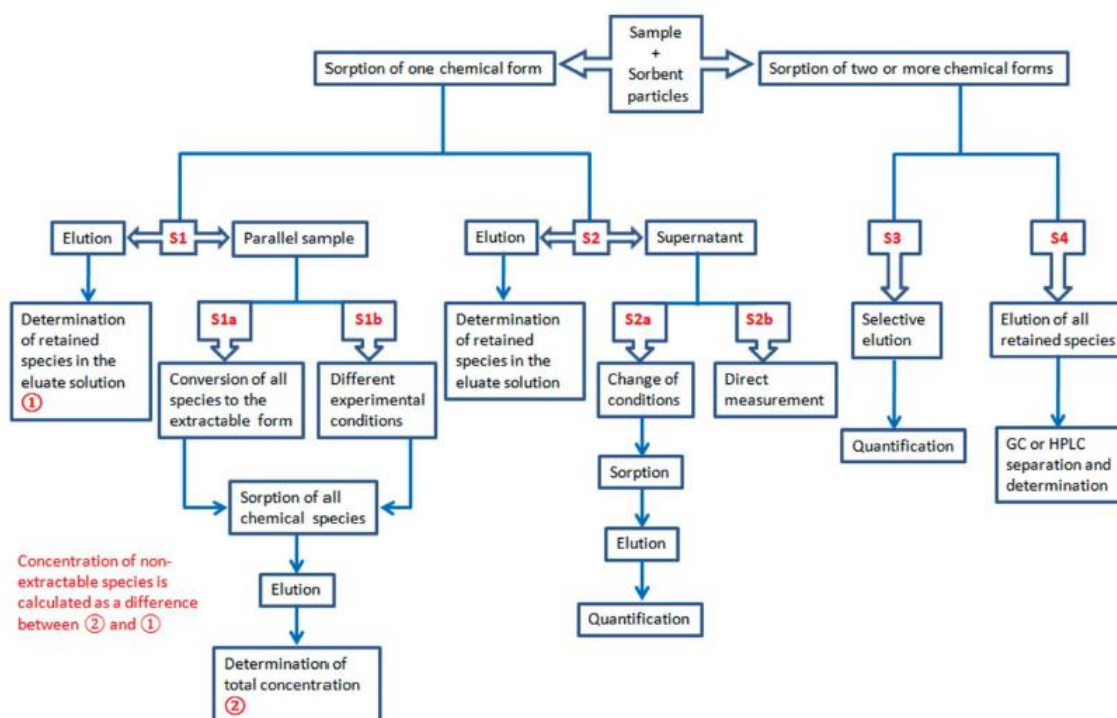 Sample
+
Sorbent
particles
Sorption of one chemical form
Sorption of two or more chemical forms
Elution
S1
Parallel sample
Elution
S2
Supernatant
S3
S4
Determination
of retained
species in the
eluate solution
①
S1a
S1b
Conversion of all
species to the
extractable form
Different
experimental
conditions
Determination
of retained
species in the
eluate solution
S2a
S2b
Change of
conditions
Direct
measurement
Selective
elution
Elution of all
retained species
Quantification
GC or HPLC
separation and
determination
Sorption
Sorption of all
chemical species
Elution
Concentration of non-
extractable species is
calculated as a difference
between ② and ①
Elution
Quantification
Determination of
total concentration
②